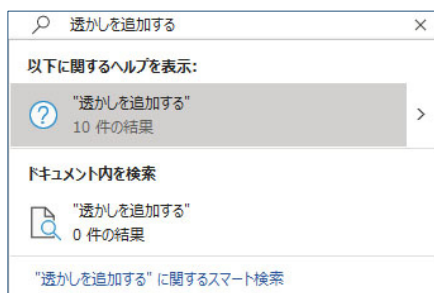 透かしを追加する
以下に関するヘルプを表示:
"透かしを追加する"
10 件の結果
ドキュメント内を検索
"透かしを追加する"
0 件の結果
"透かしを追加する" に関するスマート検索